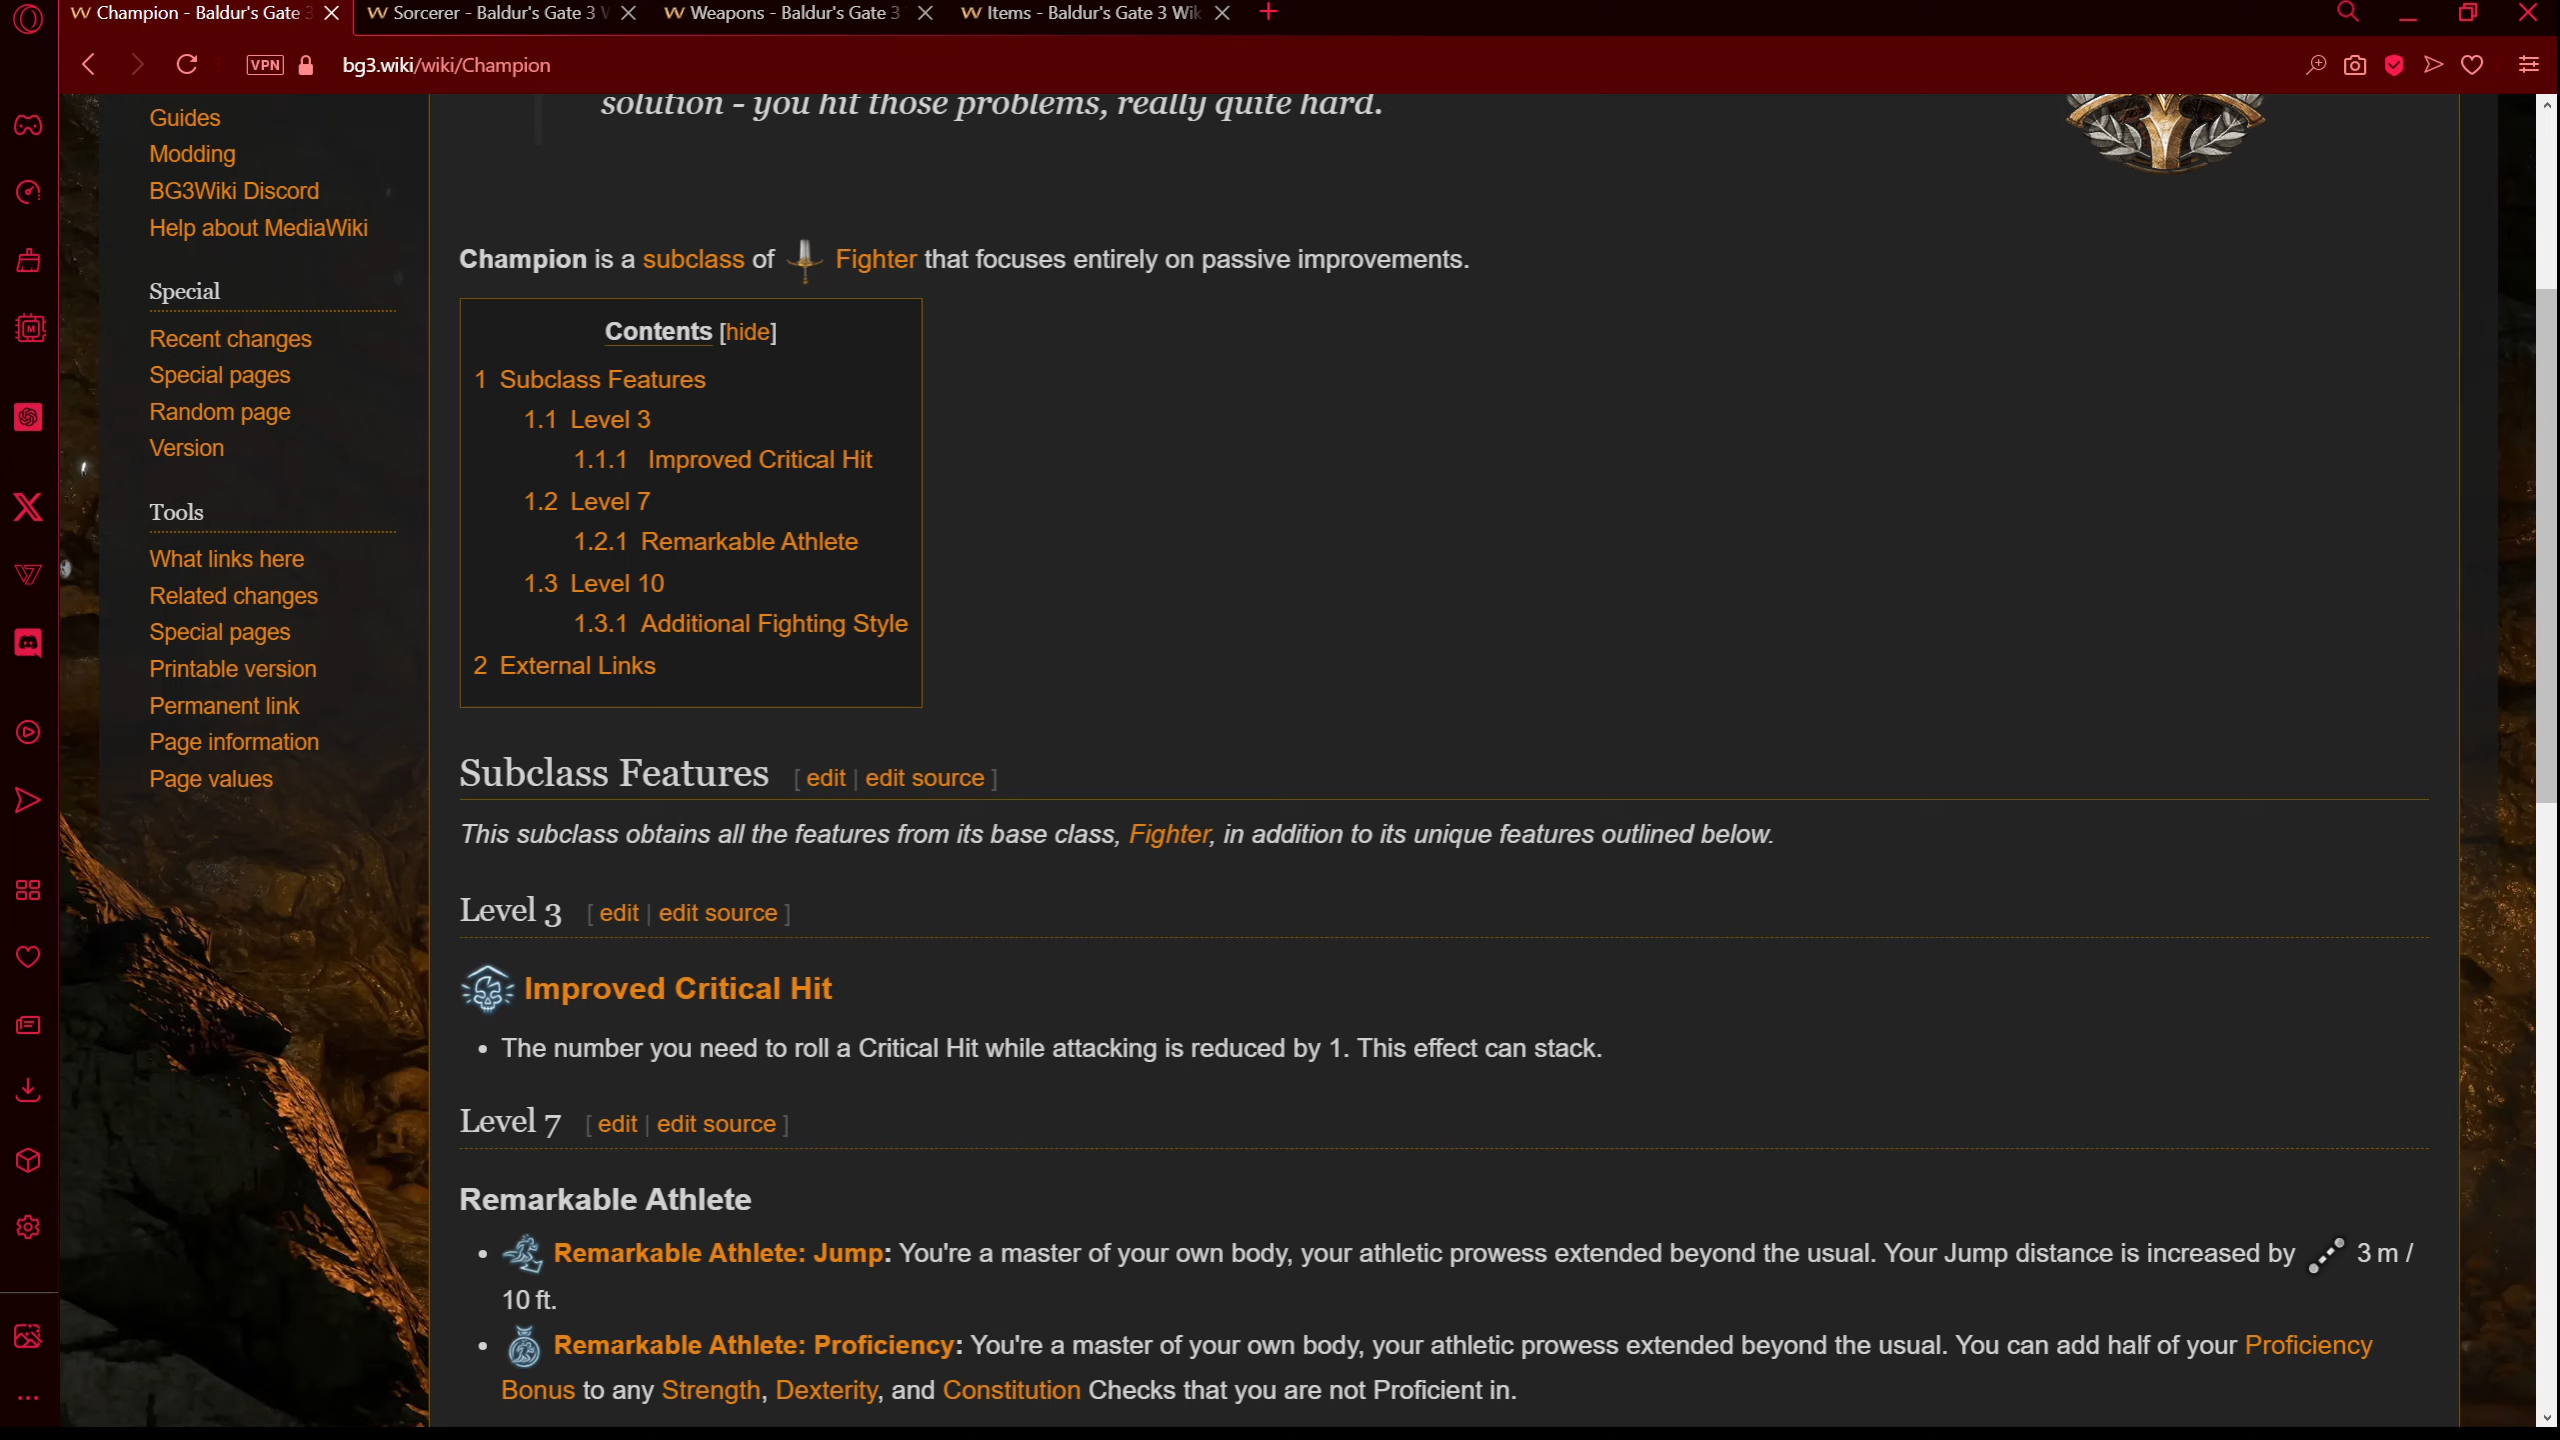 Champion - Baldur's Gate 3
Sorcerer - Baldur's Gate 3 W
Weapons - Baldur's Gate 3
Items - Baldur's Gate 3 Wik
VPN
bg3.wiki/wiki/Champion
Guides
Modding
BG3Wiki Discord
Help about MediaWiki
Special
Recent changes
Special pages
Random page
Version
Tools
What links here
Related changes
Special pages
Printable version
Permanent link
Page information
Page values
solution - you hit those problems, really quite hard.
Champion is a subclass of Fighter that focuses entirely on passive improvements.
Contents [hide]
1 Subclass Features
1.1 Level 3
1.1.1 Improved Critical Hit
1.2 Level 7
1.2.1 Remarkable Athlete
1.3 Level 10
1.3.1 Additional Fighting Style
2 External Links
Subclass Features [ edit | edit source ]
This subclass obtains all the features from its base class, Fighter, in addition to its unique features outlined below.
Level 3 [ edit | edit source ]
Improved Critical Hit
• The number you need to roll a Critical Hit while attacking is reduced by 1. This effect can stack.
Level 7 [ edit | edit source ]
Remarkable Athlete
• Remarkable Athlete: Jump: You're a master of your own body, your athletic prowess extended beyond the usual. Your Jump distance is increased by 3 m /
10 ft.
• Remarkable Athlete: Proficiency: You're a master of your own body, your athletic prowess extended beyond the usual. You can add half of your Proficiency
Bonus to any Strength, Dexterity, and Constitution Checks that you are not Proficient in.